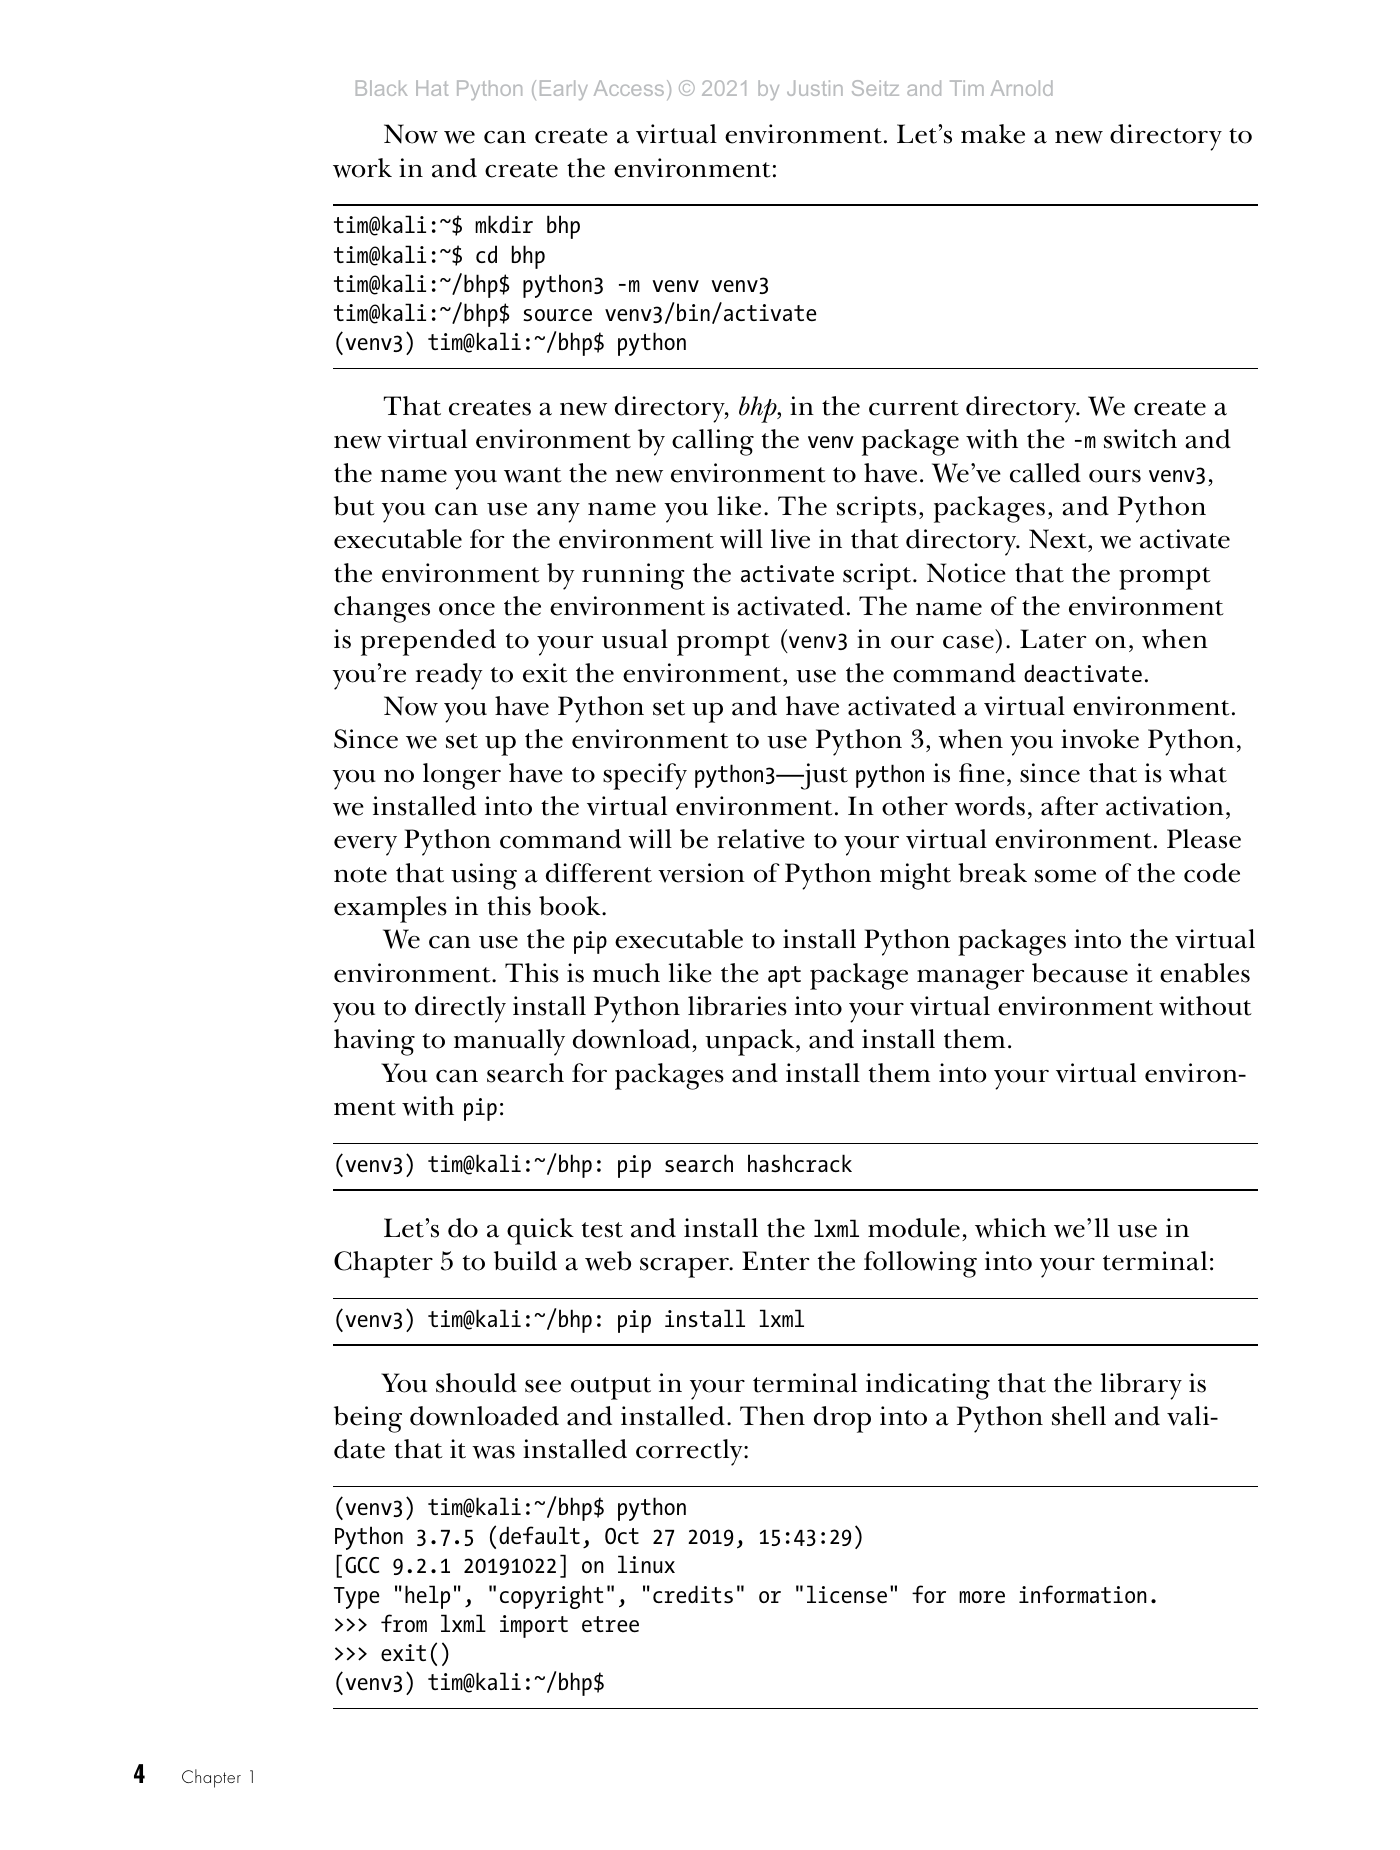 Black Hat Python (Early Access) © 2021 by Justin Seitz and Tim Arnold
Now we can create a virtual environment. Let’s make a new directory to
work in and create the environment:
tim@kali:~$ mkdir bhp
tim@kali:~$ cd bhp
tim@kali:~/bhp$ python3 -m venv venv3
tim@kali:~/bhp$ source venv3/bin/activate
(venv3) tim@kali:~/bhp$ python
That creates a new directory, bhp, in the current directory. We create a
new virtual environment by calling the venv package with the -m switch and
the name you want the new environment to have. We’ve called ours venv3,
but you can use any name you like. The scripts, packages, and Python
executable for the environment will live in that directory. Next, we activate
the environment by running the activate script. Notice that the prompt
changes once the environment is activated. The name of the environment
is prepended to your usual prompt (venv3 in our case). Later on, when
you’re ready to exit the environment, use the command deactivate.
Now you have Python set up and have activated a virtual environment.
Since we set up the environment to use Python 3, when you invoke Python,
you no longer have to specify python3—just python is fine, since that is what
we installed into the virtual environment. In other words, after activation,
every Python command will be relative to your virtual environment. Please
note that using a different version of Python might break some of the code
examples in this book.
We can use the pip executable to install Python packages into the virtual
environment. This is much like the apt package manager because it enables
you to directly install Python libraries into your virtual environment without
having to manually download, unpack, and install them.
You can search for packages and install them into your virtual environ-
ment with pip:
(venv3) tim@kali:~/bhp: pip search hashcrack
Let’s do a quick test and install the lxml module, which we’ll use in
Chapter 5 to build a web scraper. Enter the following into your terminal:
(venv3) tim@kali:~/bhp: pip install lxml
You should see output in your terminal indicating that the library is
being downloaded and installed. Then drop into a Python shell and vali-
date that it was installed correctly:
(venv3) tim@kali:~/bhp$ python
Python 3.7.5 (default, Oct 27 2019, 15:43:29)
[GCC 9.2.1 20191022] on linux
Type "help", "copyright", "credits" or "license" for more information.
>>> from lxml import etree
>>> exit()
(venv3) tim@kali:~/bhp$
4 Chapter 1